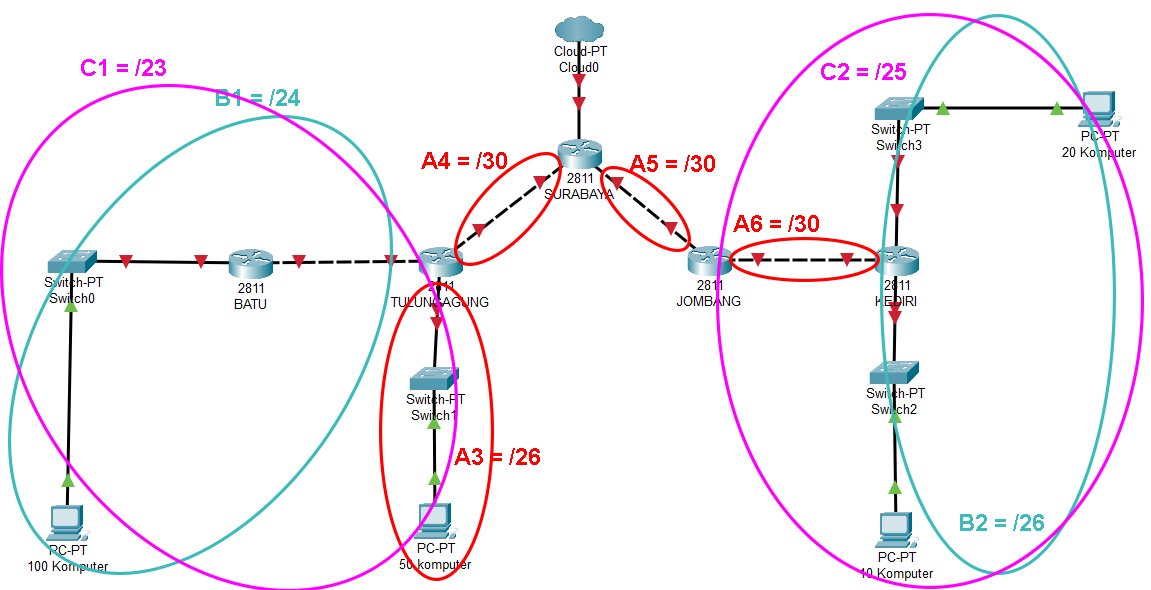 Cloud-PT
Cloud0
C1 = /23
B1 = /24
C2 = /25
Switch-PT
Switch3
PC-PT
20 Komputer
A4 = /30
A5 = /30
2811
SURABAYA
A6 = /30
Switch-PT
Switch0
2811
BATU
2811
TULUNGAGUNG
2811
JOMBANG
2811
KEDIRI
Switch-PT
Switch1
Switch-PT
Switch2
A3 = /26
B2 = /26
PC-PT
100 Komputer
PC-PT
50 komputer
PC-PT
10 Komputer